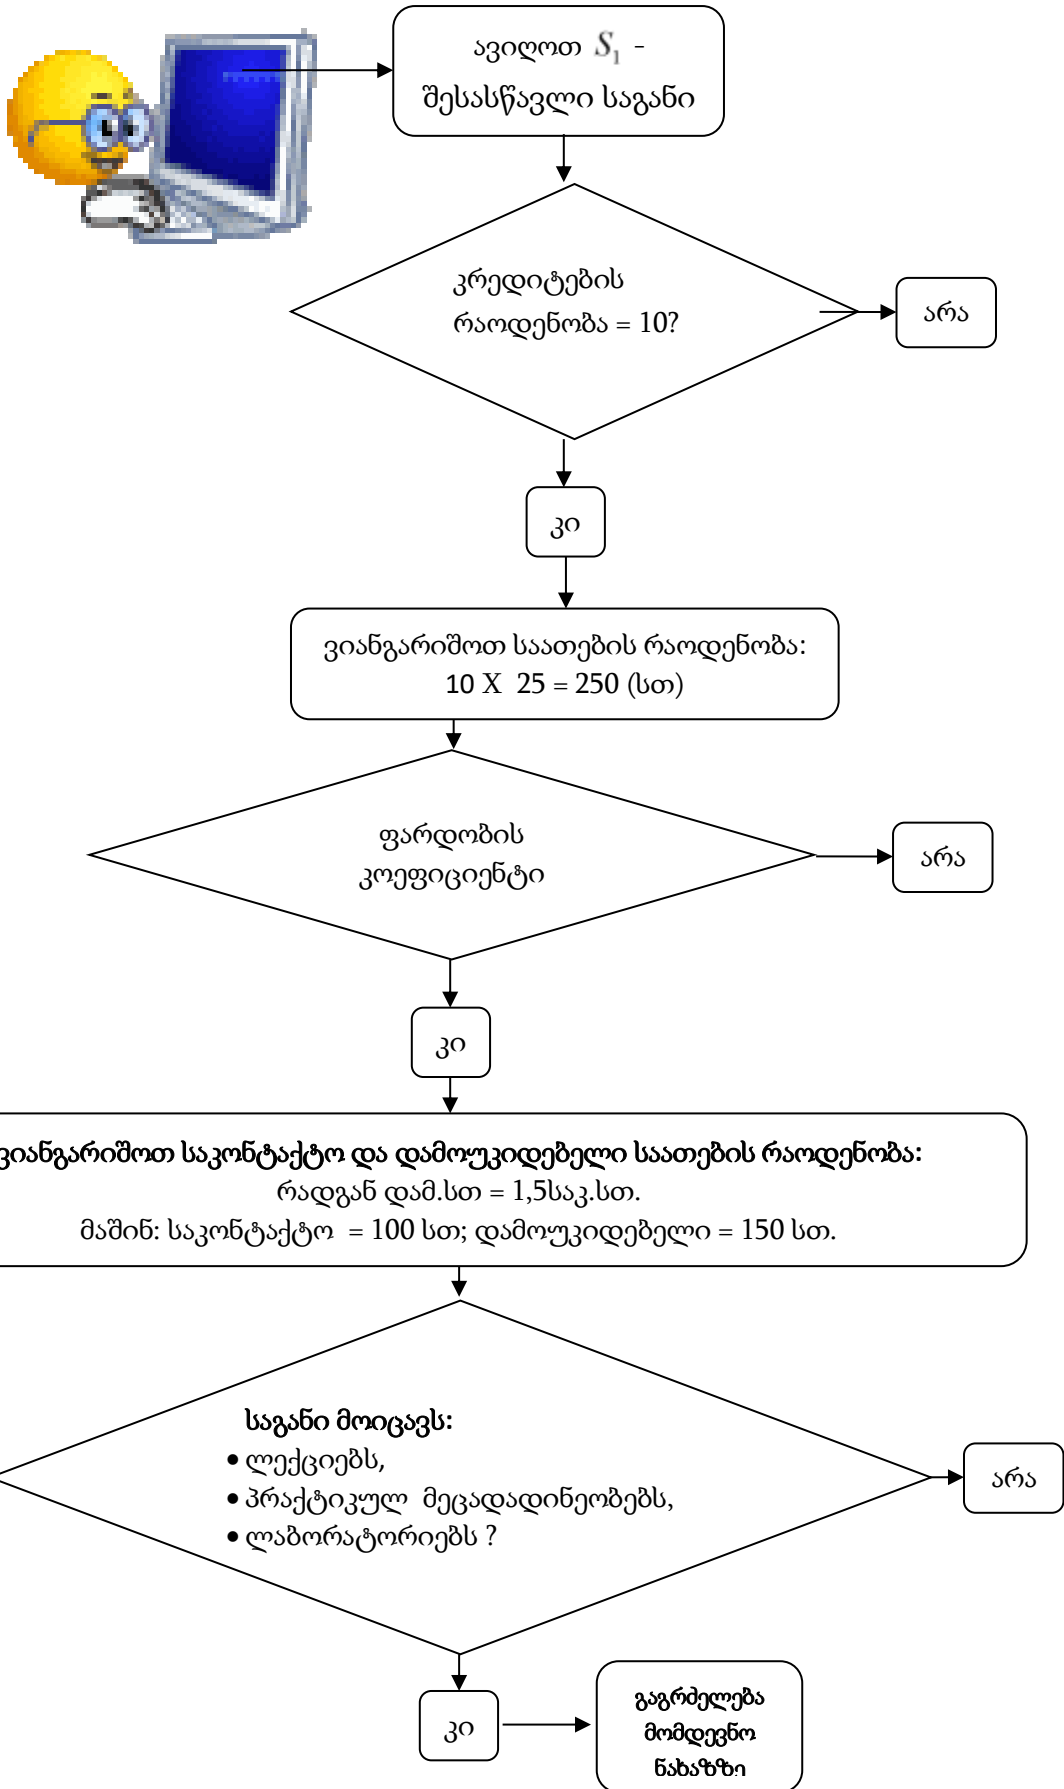 ავიღოთ S₁ -
შესასწავლი საგანი
კრედიტების
რაოდენობა = 10?
არა
კი
ვიანგარიშოთ საათების რაოდენობა:
10 X 25 = 250 (სთ)
ფარდობის
კოეფიციენტი
არა
კი
ვიანგარიშოთ საკონტაქტო და დამოუკიდებელი საათების რაოდენობა:
რადგან დამ.სთ = 1,5საკ.სთ.
მაშინ: საკონტაქტო = 100 სთ; დამოუკიდებელი = 150 სთ.
საგანი მოიცავს:
• ლექციებს,
• პრაქტიკულ მეცადადინეობებს,
• ლაბორატორიებს ?
არა
კი
გაგრძელება
მომდევნო
ნახაზზე